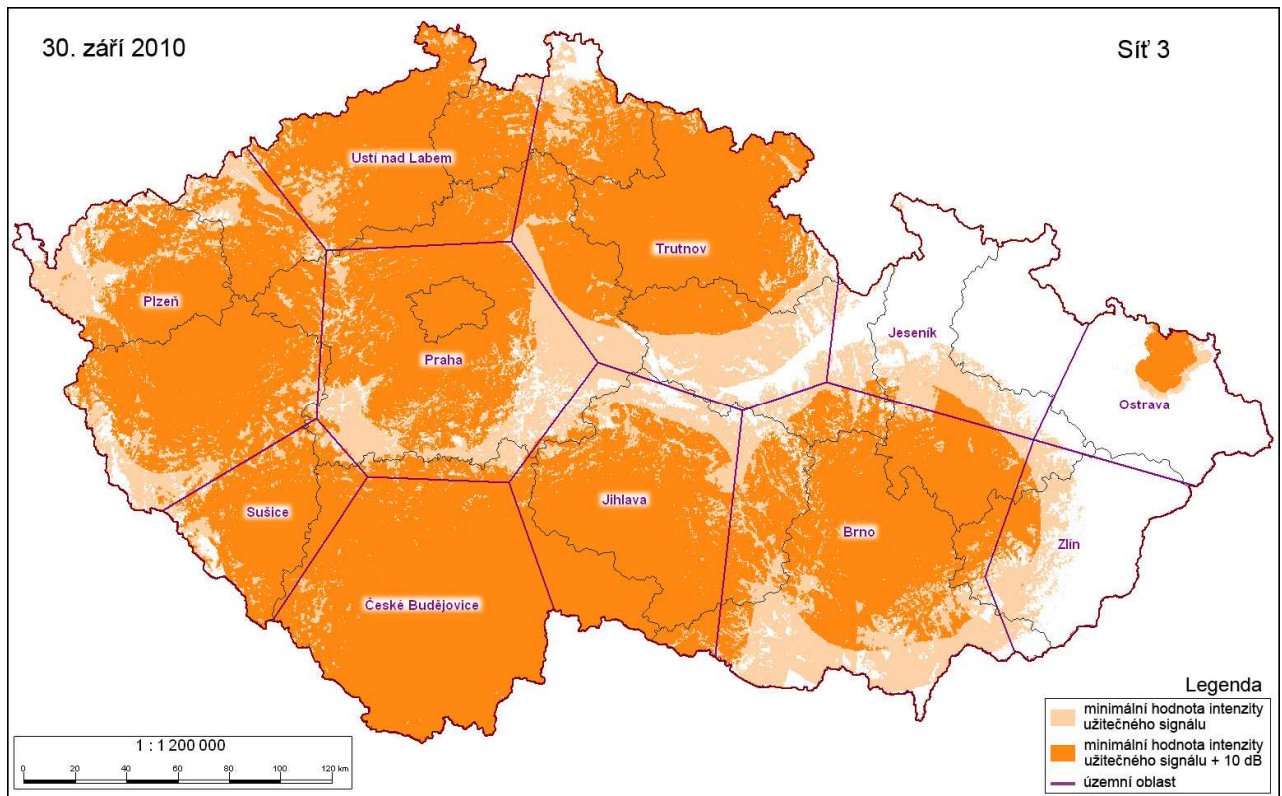 30. září 2010
Síť 3
Ustí nad Labem
Trutnov
Plzeň
Praha
Jeseník
Ostrava
Sušice
Jihlava
Brno
Zlín
České Budějovice
Legenda
minimální hodnota intenzity
užitečného signálu
minimální hodnota intenzity
užitečného signálu + 10 dB
územní oblast
1 : 1 200 000
0 20 40 60 80 100 120 km